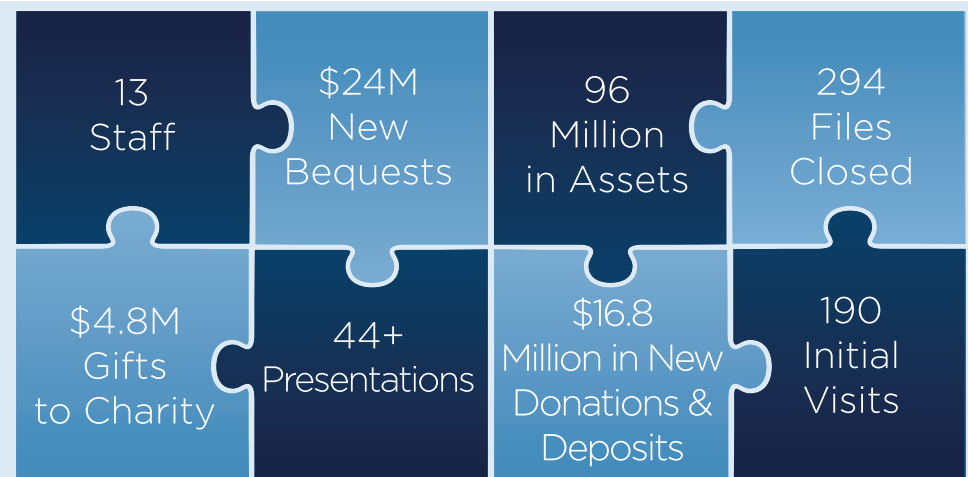 13
Staff
$24M
New
Bequests
96
Million
in Assets
294
Files
Closed
$4.8M
Gifts
to Charity
44+
Presentations
$16.8
Million in New
Donations &
Deposits
190
Initial
Visits